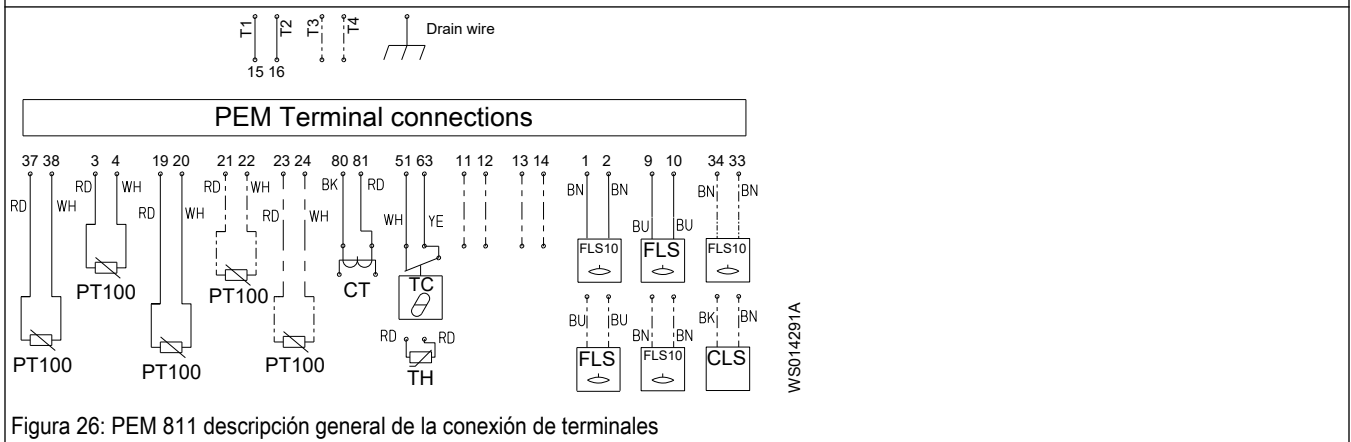 T1 T2 T3 T4 Drain wire
15 16
PEM Terminal connections
37 38 3 4 19 20 21 22 23 24 80 81 51 63 11 12 13 14 1 2 9 10 34 33
RD WH RD WH RD WH RD WH RD WH BK RD WH YE BN BN BU BU BN BN
FLS10 FLS FLS10
PT100 PT100 CT TC
RD RD BU BU BN BN BK BN
PT100 PT100 PT100 TH FLS FLS10 CLS
WS014291A
Figura 26: PEM 811 descripción general de la conexión de terminales